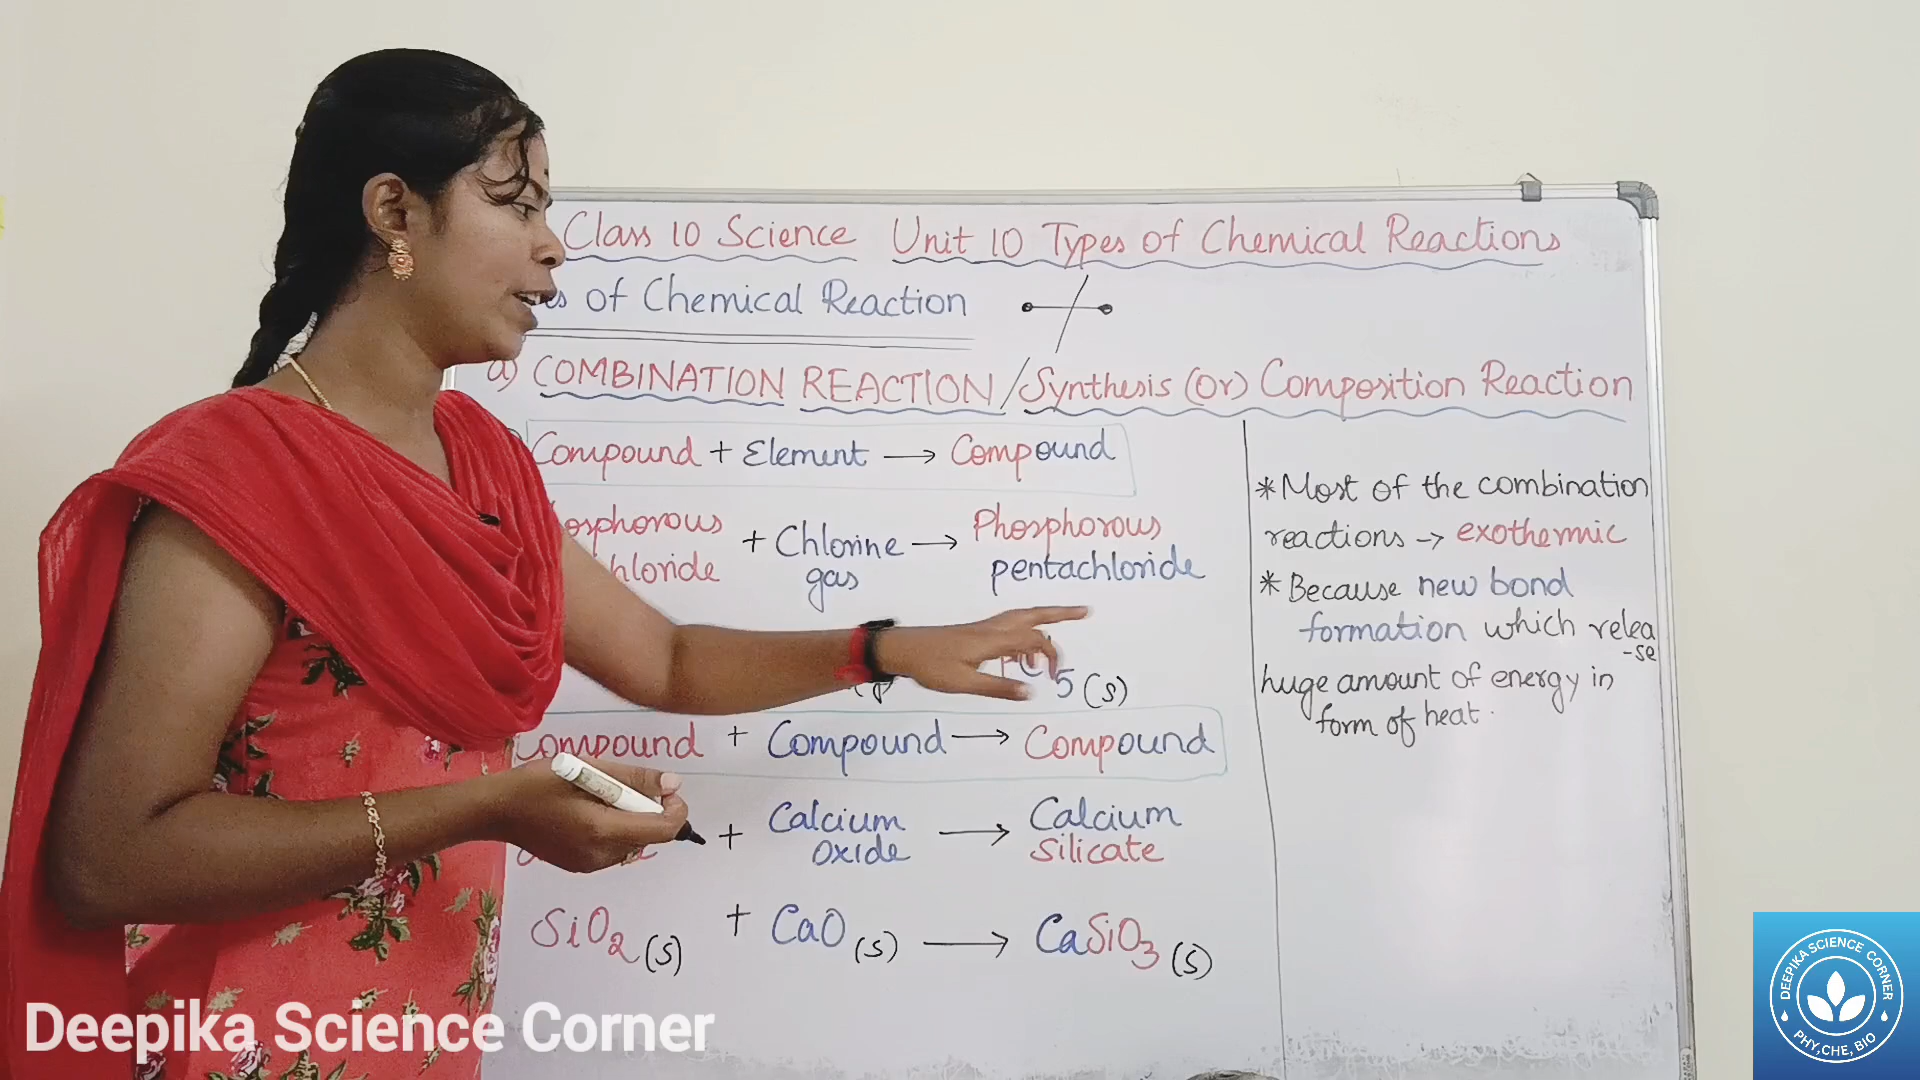 Class 10 Science Unit 10 Types of Chemical Reactions
of Chemical Reaction
a) COMBINATION REACTION / Synthesis (or) Composition Reaction
Compound + Element → Compound
+ Chlorine gas → Phosphorous pentachloride
5 (s)
Compound + Compound → Compound
+ Calcium oxide → Calcium silicate
SiO2 (s) + CaO (s) → CaSiO3 (s)
* Most of the combination
reactions → exothermic
* Because new bond
formation which relea
-se
huge amount of energy in
form of heat.
Deepika Science Corner
DEEPIKA SCIENCE CORNER
PHY, CHE, BIO